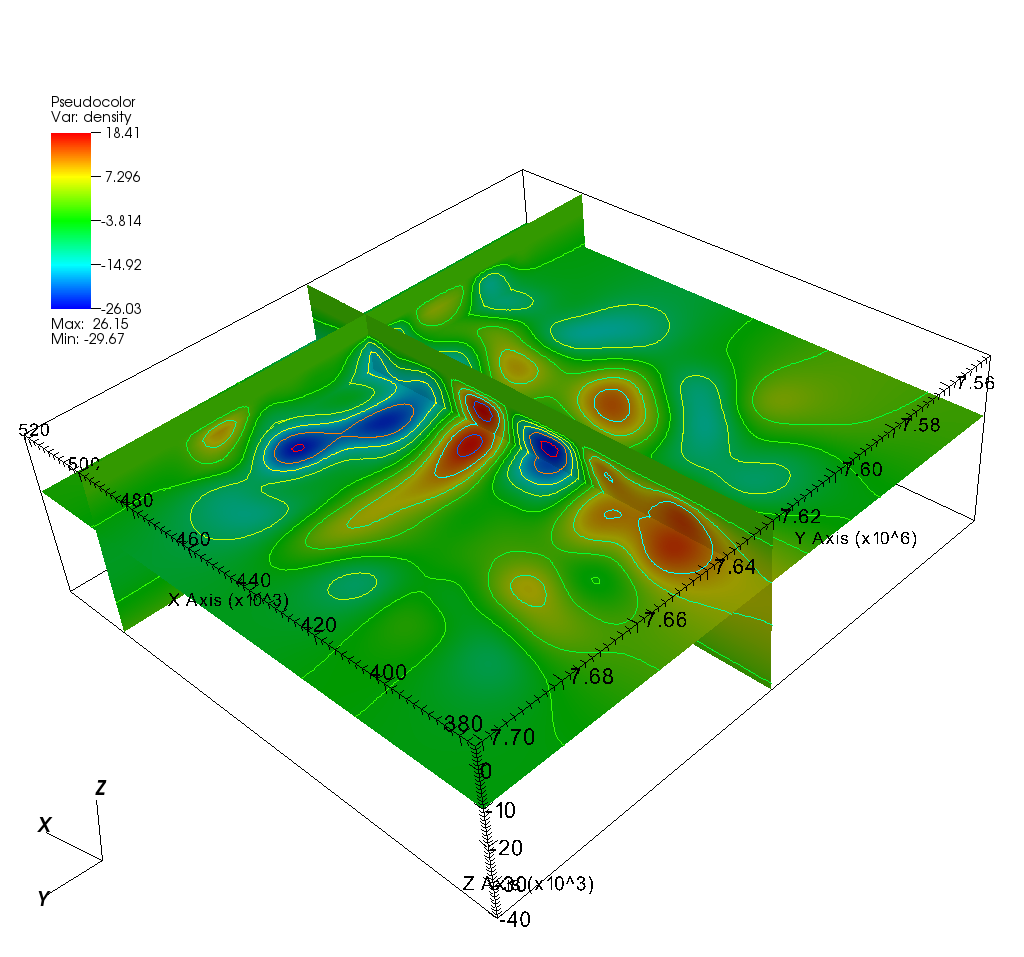 Pseudocolor
Var: density
18.41
7.296
-3.814
-14.92
-26.03
Max: 26.15
Min: -29.67
520
500
480
460
440
420
400
380
X Axis (x10^3)
7.56
7.58
7.60
7.62
7.64
7.66
7.68
7.70
Y Axis (x10^6)
0
-10
-20
-30
-40
Z Axis (x10^3)
Z
X
Y